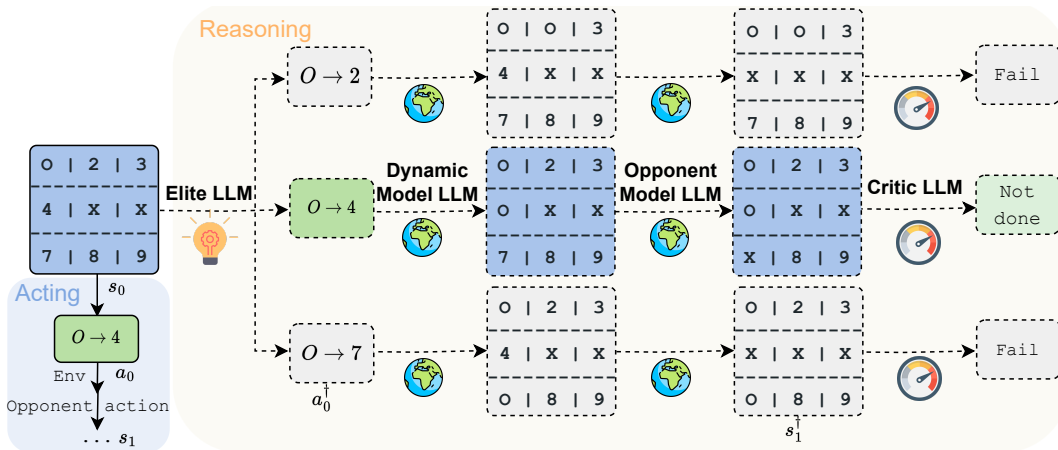 Reasoning
O → 2
O | O | 3
4 | X | X
7 | 8 | 9
O | O | 3
X | X | X
7 | 8 | 9
Fail
O | 2 | 3
4 | X | X
7 | 8 | 9
Elite LLM
O → 4
Dynamic
Model LLM
O | 2 | 3
O | X | X
7 | 8 | 9
Opponent
Model LLM
O | 2 | 3
O | X | X
X | 8 | 9
Critic LLM
Not
done
O → 7
a₀†
O | 2 | 3
4 | X | X
O | 8 | 9
O | 2 | 3
X | X | X
O | 8 | 9
s₁†
Fail
Acting
s₀
O → 4
Env a₀
Opponent action
... s₁